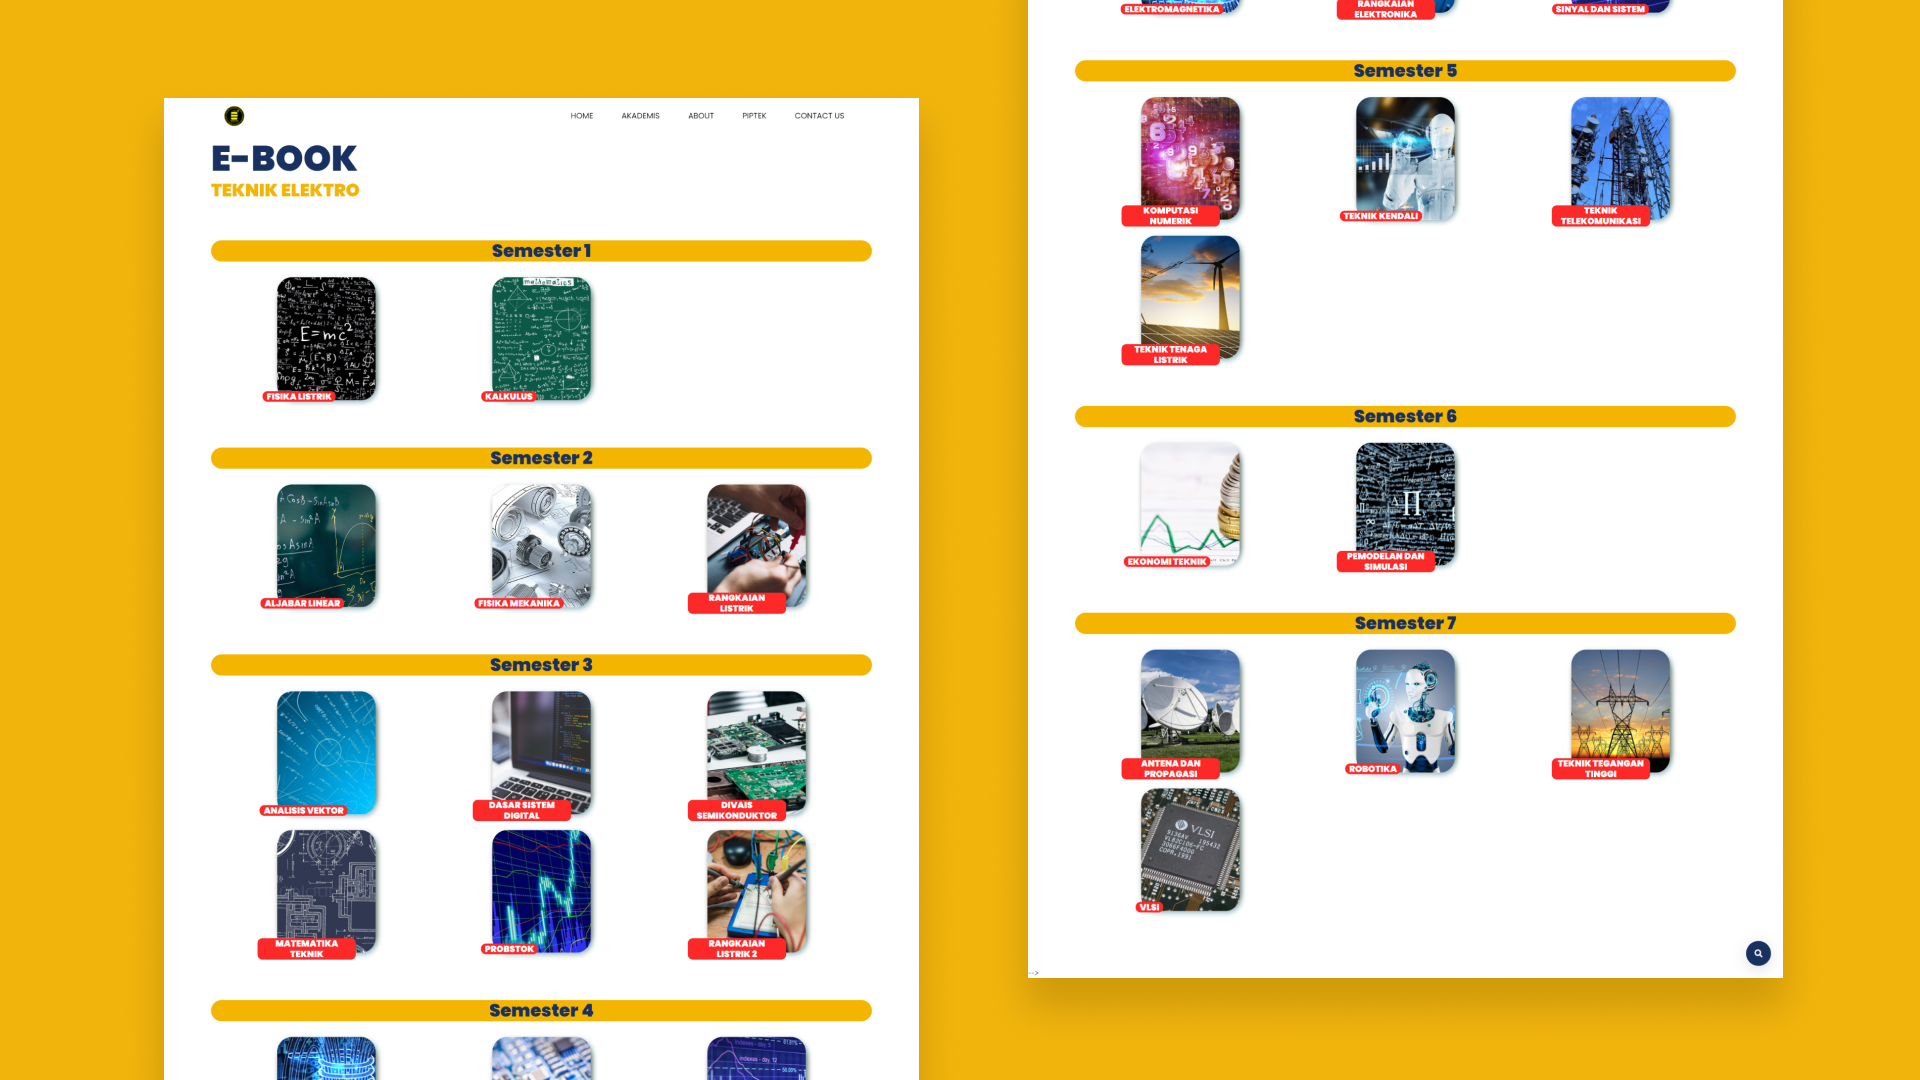 HOME AKADEMIS ABOUT PIPTEK CONTACT US
E-BOOK
TEKNIK ELEKTRO
Semester 1
E=mc²
FISIKA LISTRIK
mathematics
KALKULUS
Semester 2
ALJABAR LINEAR
FISIKA MEKANIKA
RANGKAIAN
LISTRIK
Semester 3
ANALISIS VEKTOR
DASAR SISTEM
DIGITAL
DIVAIS
SEMIKONDUKTOR
MATEMATIKA
TEKNIK
PROBSTOK
RANGKAIAN
LISTRIK 2
Semester 4
ELEKTROMAGNETIKA
RANGKAIAN
ELEKTRONIKA
SINYAL DAN SISTEM
Semester 5
KOMPUTASI
NUMERIK
TEKNIK KENDALI
TEKNIK
TELEKOMUNIKASI
TEKNIK TENAGA
LISTRIK
Semester 6
EKONOMI TEKNIK
PEMODELAN DAN
SIMULASI
Semester 7
ANTENA DAN
PROPAGASI
ROBOTIKA
TEKNIK TEGANGAN
TINGGI
VLSI
VLSI
-->